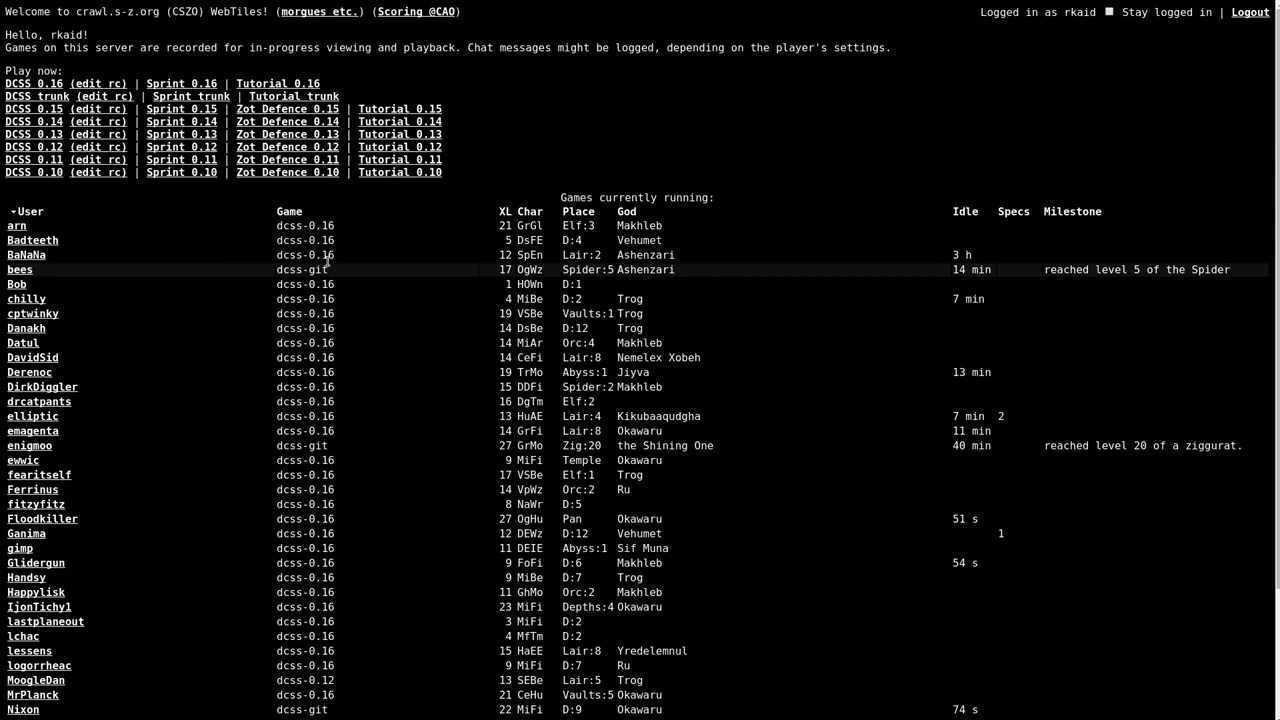 Welcome to crawl.s-z.org (CSZO) WebTiles! (morgues etc.) (Scoring @CAO) Logged in as rkaid Stay logged in | Logout
Hello, rkaid!
Games on this server are recorded for in-progress viewing and playback. Chat messages might be logged, depending on the player's settings.
Play now:
DCSS 0.16 (edit rc) | Sprint 0.16 | Tutorial 0.16
DCSS trunk (edit rc) | Sprint trunk | Tutorial trunk
DCSS 0.15 (edit rc) | Sprint 0.15 | Zot Defence 0.15 | Tutorial 0.15
DCSS 0.14 (edit rc) | Sprint 0.14 | Zot Defence 0.14 | Tutorial 0.14
DCSS 0.13 (edit rc) | Sprint 0.13 | Zot Defence 0.13 | Tutorial 0.13
DCSS 0.12 (edit rc) | Sprint 0.12 | Zot Defence 0.12 | Tutorial 0.12
DCSS 0.11 (edit rc) | Sprint 0.11 | Zot Defence 0.11 | Tutorial 0.11
DCSS 0.10 (edit rc) | Sprint 0.10 | Zot Defence 0.10 | Tutorial 0.10
Games currently running:
User Game XL Char Place God Idle Specs Milestone
arn dcss-0.16 21 GrGl Elf:3 Makhleb
Badteeth dcss-0.16 5 DsFE D:4 Vehumet
BaNaNa dcss-0.16 12 SpEn Lair:2 Ashenzari 3 h
bees dcss-git 17 OgWz Spider:5 Ashenzari 14 min reached level 5 of the Spider
Bob dcss-0.16 1 HOWn D:1
chilly dcss-0.16 4 MiBe D:2 Trog 7 min
cptwinky dcss-0.16 19 VSBe Vaults:1 Trog
Danakh dcss-0.16 14 DsBe D:12 Trog
Datul dcss-0.16 14 MiAr Orc:4 Makhleb
DavidSid dcss-0.16 14 CeFi Lair:8 Nemelex Xobeh
Derenoc dcss-0.16 19 TrMo Abyss:1 Jiyva 13 min
DirkDiggler dcss-0.16 15 DDFi Spider:2 Makhleb
drcatpants dcss-0.16 16 DgTm Elf:2
elliptic dcss-0.16 13 HuAE Lair:4 Kikubaaqudgha 7 min 2
emagenta dcss-0.16 14 GrFi Lair:8 Okawaru 11 min
enigmoo dcss-git 27 GrMo Zig:20 the Shining One 40 min reached level 20 of a ziggurat.
ewwic dcss-0.16 9 MiFi Temple Okawaru
fearitself dcss-0.16 17 VSBe Elf:1 Trog
Ferrinus dcss-0.16 14 VpWz Orc:2 Ru
fitzyfitz dcss-0.16 8 NaWr D:5
Floodkiller dcss-0.16 27 OgHu Pan Okawaru 51 s
Ganima dcss-0.16 12 DEWz D:12 Vehumet 1
gimp dcss-0.16 11 DEIE Abyss:1 Sif Muna
Glidergun dcss-0.16 9 FoFi D:6 Makhleb 54 s
Handsy dcss-0.16 9 MiBe D:7 Trog
Happylisk dcss-0.16 11 GhMo Orc:2 Makhleb
IjonTichy1 dcss-0.16 23 MiFi Depths:4 Okawaru
lastplaneout dcss-0.16 3 MiFi D:2
lchac dcss-0.16 4 MfTm D:2
lessens dcss-0.16 15 HaEE Lair:8 Yredelemnul
logorrheac dcss-0.16 9 MiFi D:7 Ru
MoogleDan dcss-0.12 13 SEBe Lair:5 Trog
MrPlanck dcss-0.16 21 CeHu Vaults:5 Okawaru
Nixon dcss-git 22 MiFi D:9 Okawaru 74 s